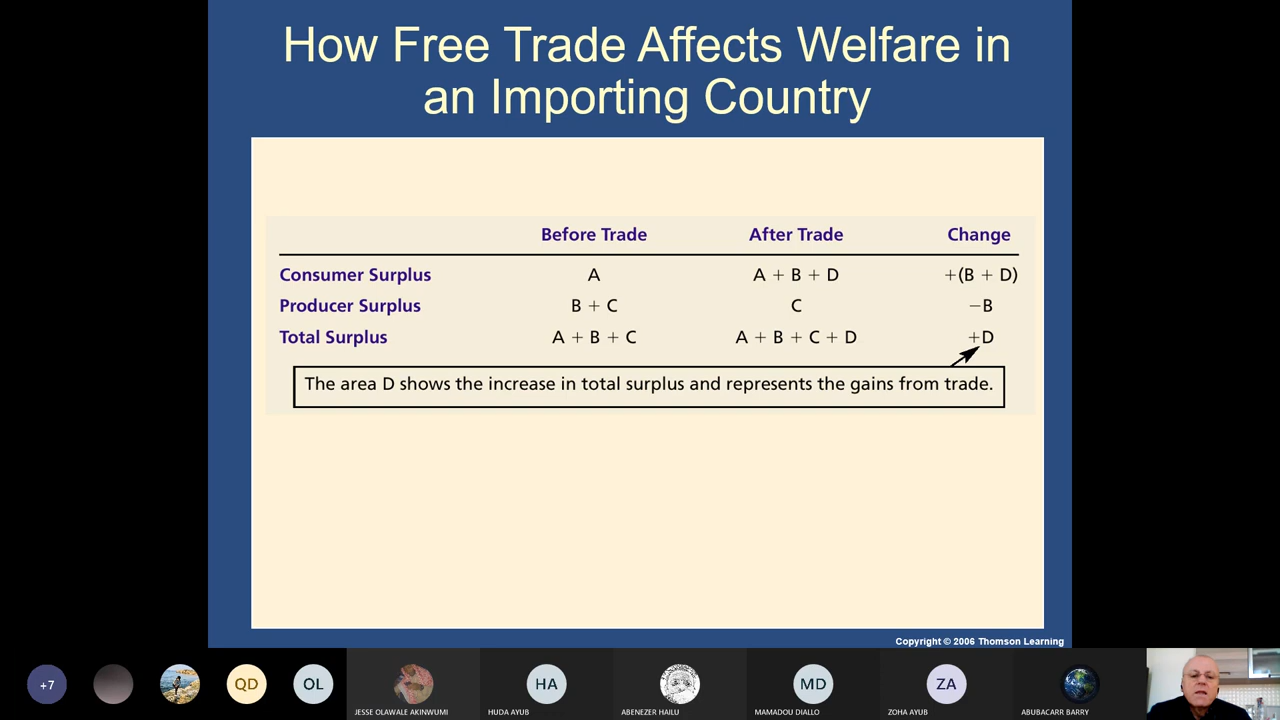 How Free Trade Affects Welfare in
an Importing Country
Before Trade After Trade Change
Consumer Surplus A A + B + D +(B + D)
Producer Surplus B + C C −B
Total Surplus A + B + C A + B + C + D +D
The area D shows the increase in total surplus and represents the gains from trade.
Copyright © 2006 Thomson Learning
+7 QD OL HA MD ZA
JESSE OLAWALE AKINWUMI HUDA AYUB ABENEZER HAILU MAMADOU DIALLO ZOHA AYUB ABUBACARR BARRY